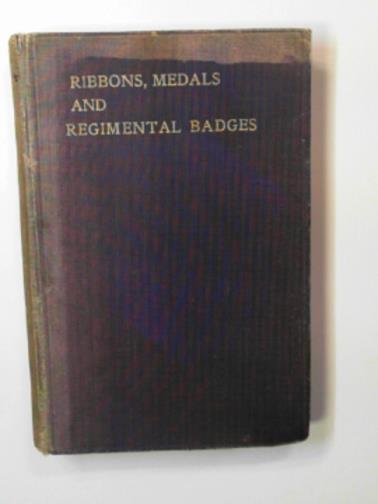 RIBBONS, MEDALS
AND
REGIMENTAL BADGES